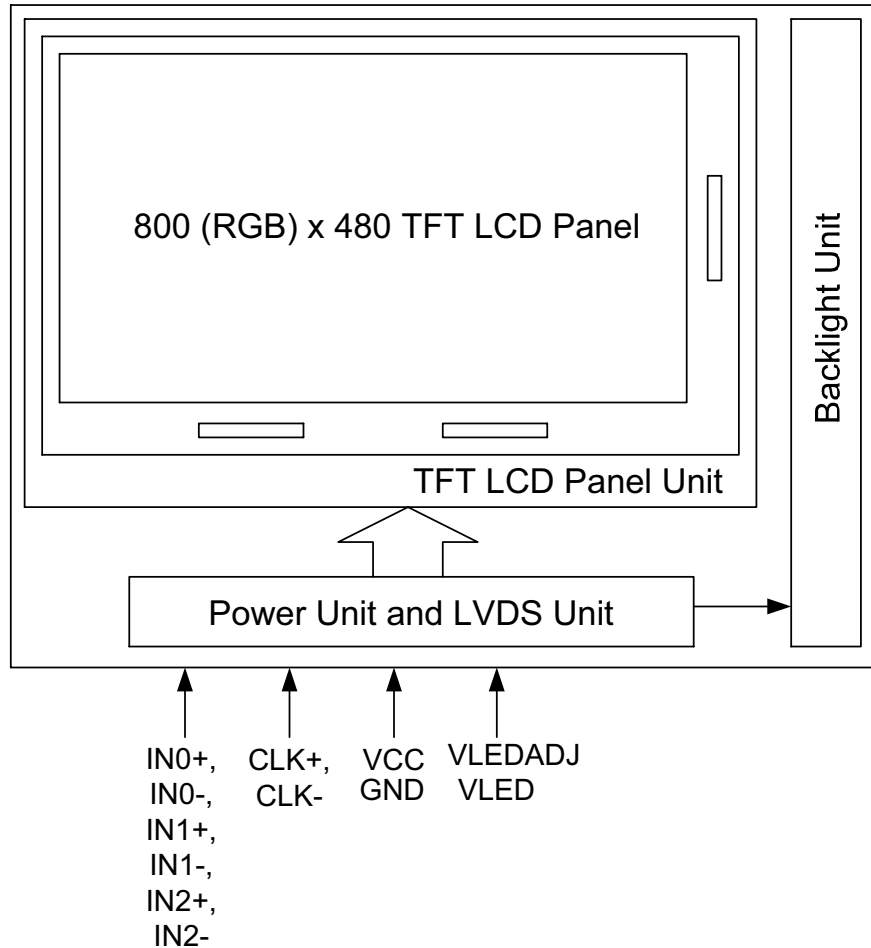 800 (RGB) x 480 TFT LCD Panel
Backlight Unit
TFT LCD Panel Unit
Power Unit and LVDS Unit
IN0+,
IN0-,
IN1+,
IN1-,
IN2+,
IN2-
CLK+,
CLK-
VCC
GND
VLEDADJ
VLED